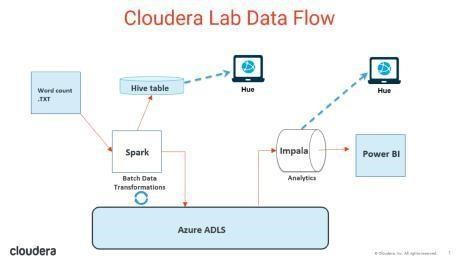 Cloudera Lab Data Flow
Word count
.TXT
Hive table
Hue
Hue
Spark
Impala
Power BI
Batch Data
Transformations
Analytics
Azure ADLS
cloudera
© Cloudera, Inc. All rights reserved.
1